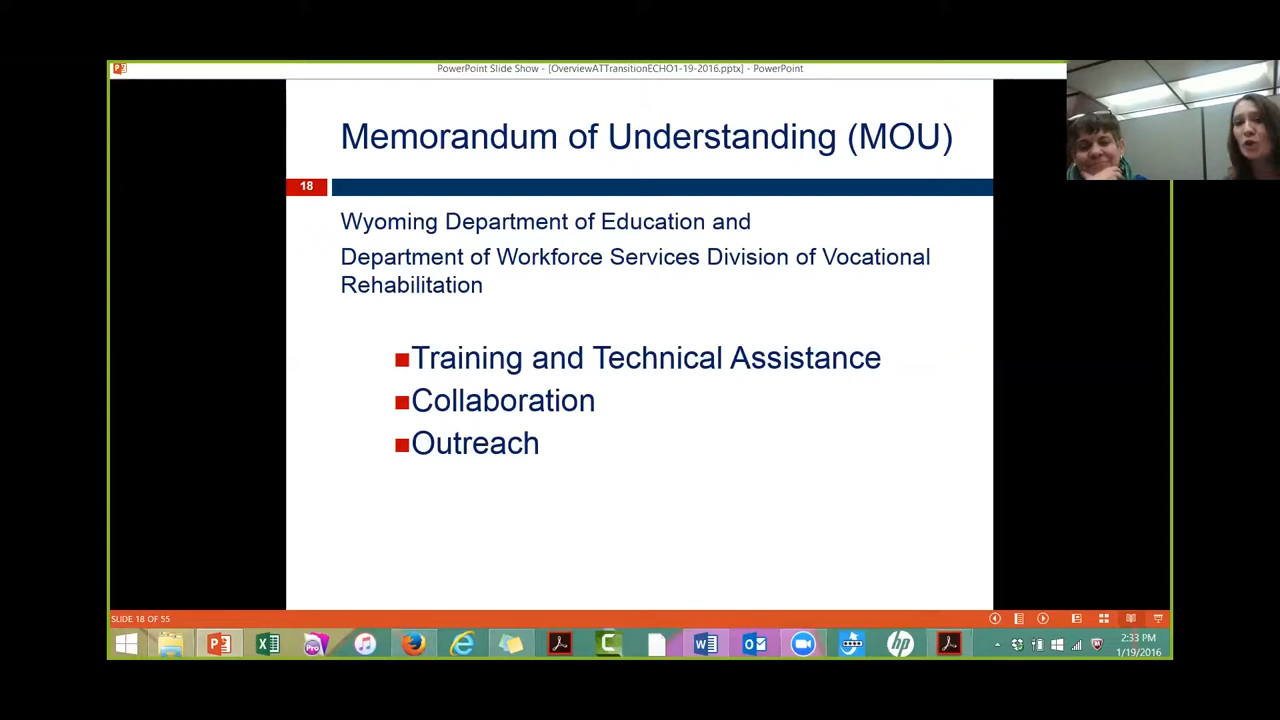 PowerPoint Slide Show - [OverviewATTransitionECHO1-19-2016.pptx] - PowerPoint
Memorandum of Understanding (MOU)
18
Wyoming Department of Education and
Department of Workforce Services Division of Vocational
Rehabilitation
Training and Technical Assistance
Collaboration
Outreach
SLIDE 18 OF 55
Pro
hp
2:33 PM
1/19/2016